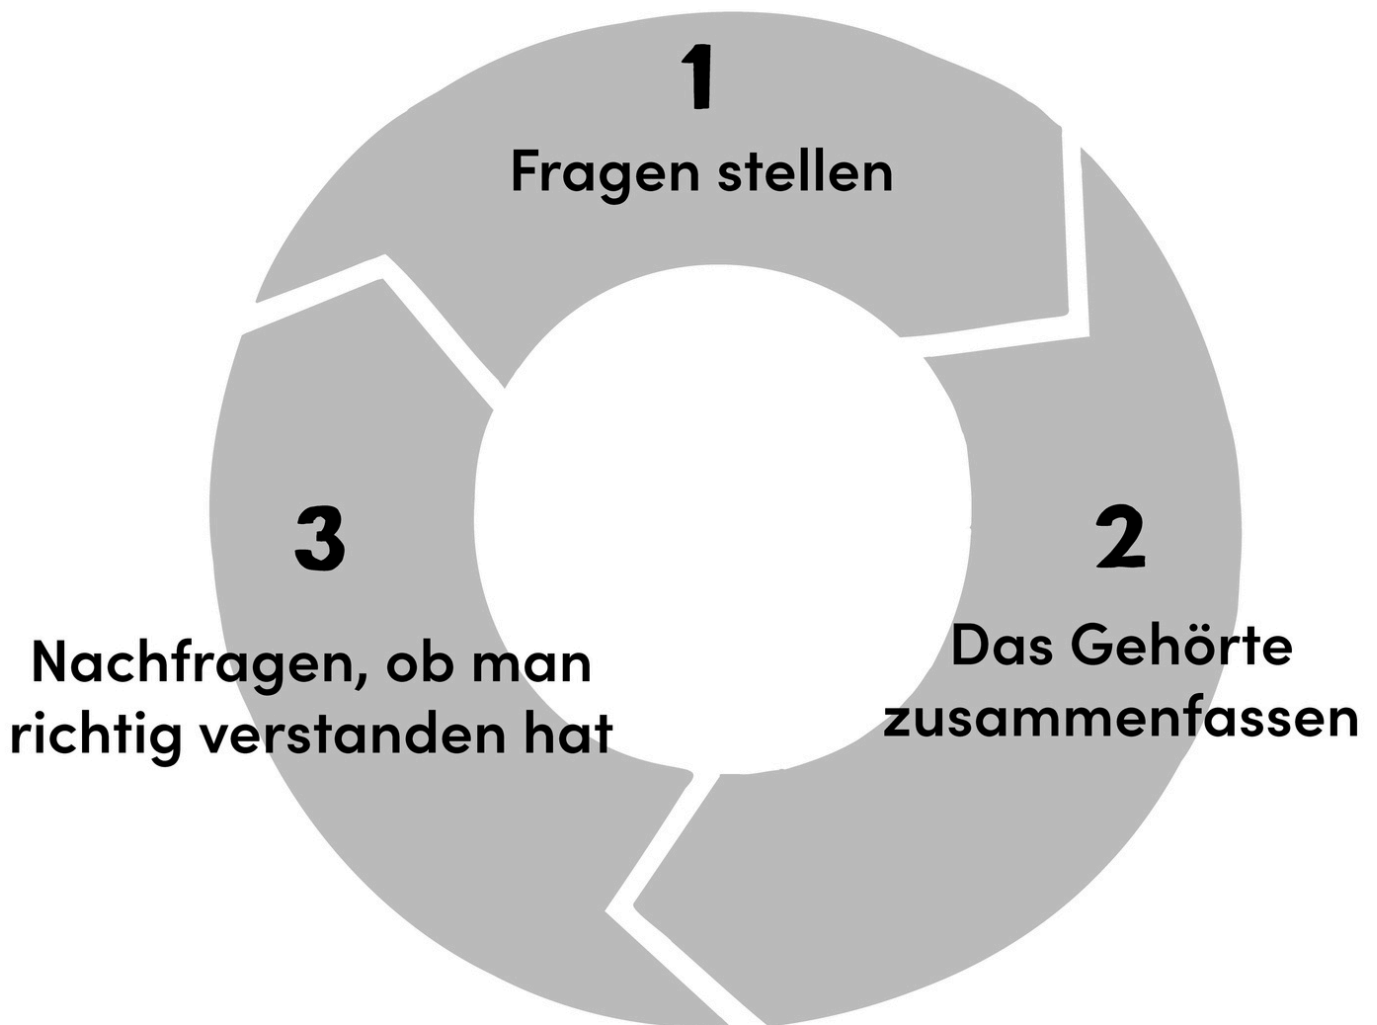 1
Fragen stellen
2
Das Gehörte
zusammenfassen
3
Nachfragen, ob man
richtig verstanden hat